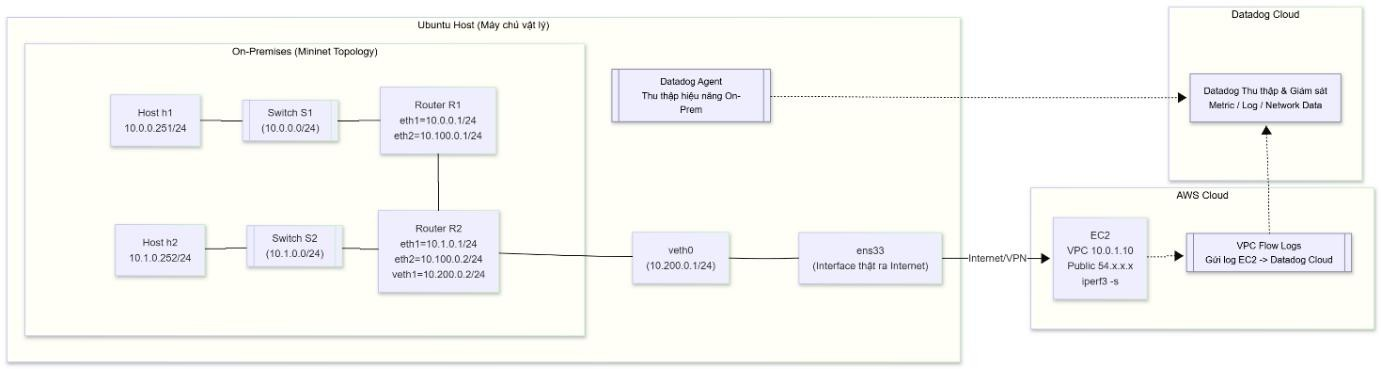 Ubuntu Host (Máy chủ vật lý)
On-Premises (Mininet Topology)
Host h1
10.0.0.251/24
Switch S1
(10.0.0.0/24)
Router R1
eth1=10.0.0.1/24
eth2=10.100.0.1/24
Host h2
10.1.0.252/24
Switch S2
(10.1.0.0/24)
Router R2
eth1=10.1.0.1/24
eth2=10.100.0.2/24
veth1=10.200.0.2/24
Datadog Agent
Thu thập hiệu năng On-
Prem
veth0
(10.200.0.1/24)
ens33
(Interface thật ra Internet)
Internet/VPN
Datadog Cloud
Datadog Thu thập & Giám sát
Metric / Log / Network Data
AWS Cloud
EC2
VPC 10.0.1.10
Public 54.x.x.x
iperf3 -s
VPC Flow Logs
Gửi log EC2 -> Datadog Cloud